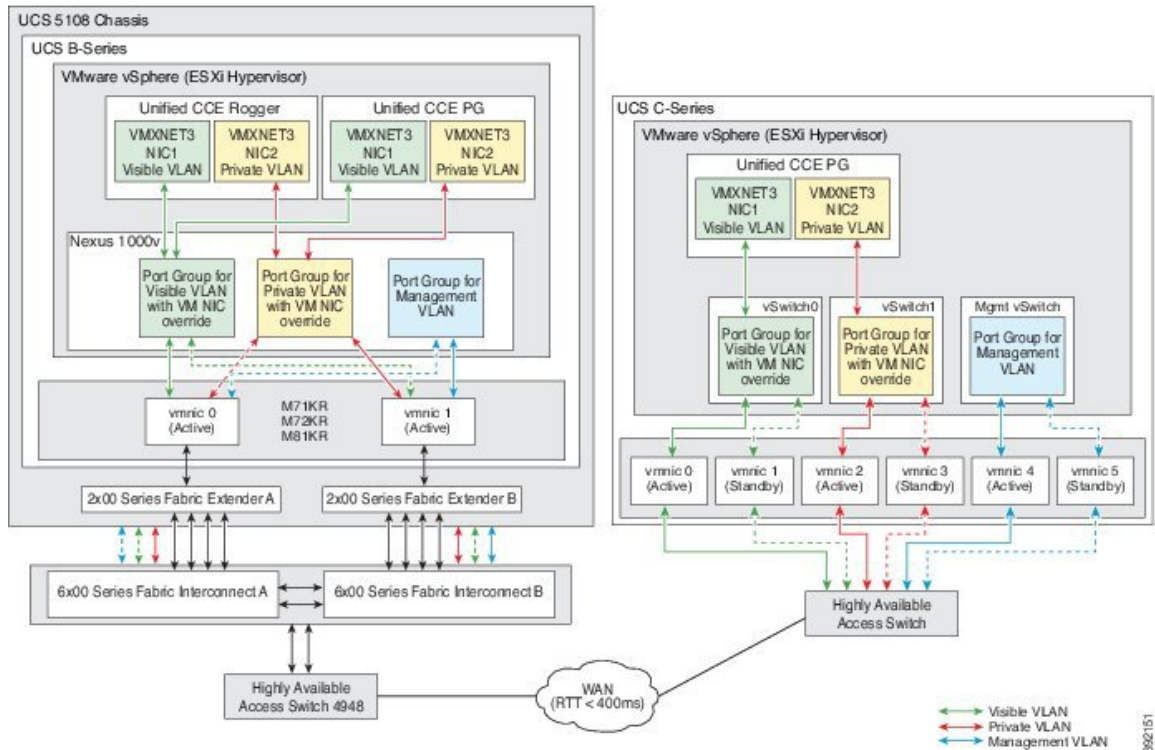 UCS 5108 Chassis
UCS B-Series
VMware vSphere (ESXi Hypervisor)
Unified CCE Rogger
VMXNET3
NIC1
Visible VLAN
VMXNET3
NIC2
Private VLAN
Unified CCE PG
VMXNET3
NIC1
Visible VLAN
VMXNET3
NIC2
Private VLAN
Nexus 1000v
Port Group for
Visible VLAN
with VM NIC
override
Port Group for
Private VLAN
with VM NIC
override
Port Group for
Management
VLAN
vmnic 0
(Active)
M71KR
M72KR
M81KR
vmnic 1
(Active)
2x00 Series Fabric Extender A
2x00 Series Fabric Extender B
6x00 Series Fabric Interconnect A
6x00 Series Fabric Interconnect B
Highly Available
Access Switch 4948
WAN
(RTT < 400ms)
UCS C-Series
VMware vSphere (ESXi Hypervisor)
Unified CCE PG
VMXNET3
NIC1
Visible VLAN
VMXNET3
NIC2
Private VLAN
vSwitch0
Port Group for
Visible VLAN
with VM NIC
override
vSwitch1
Port Group for
Private VLAN
with VM NIC
override
Mgmt vSwitch
Port Group for
Management
VLAN
vmnic 0
(Active)
vmnic 1
(Standby)
vmnic 2
(Active)
vmnic 3
(Standby)
vmnic 4
(Active)
vmnic 5
(Standby)
Highly Available
Access Switch
Visible VLAN
Private VLAN
Management VLAN
392151